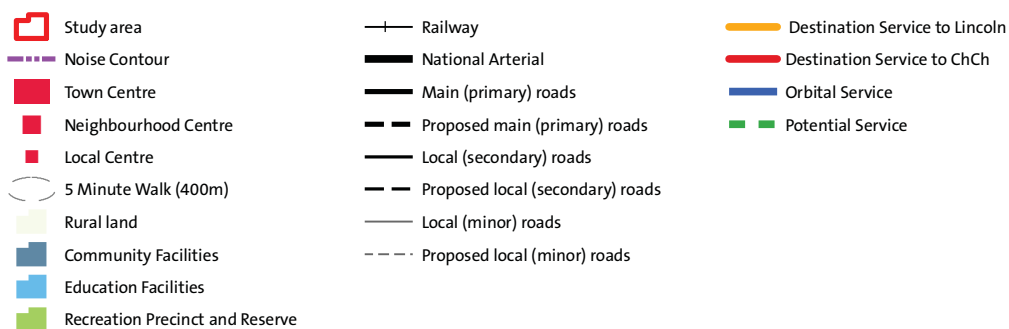 Study area
Noise Contour
Town Centre
Neighbourhood Centre
Local Centre
5 Minute Walk (400m)
Rural land
Community Facilities
Education Facilities
Recreation Precinct and Reserve
Railway
National Arterial
Main (primary) roads
Proposed main (primary) roads
Local (secondary) roads
Proposed local (secondary) roads
Local (minor) roads
Proposed local (minor) roads
Destination Service to Lincoln
Destination Service to ChCh
Orbital Service
Potential Service